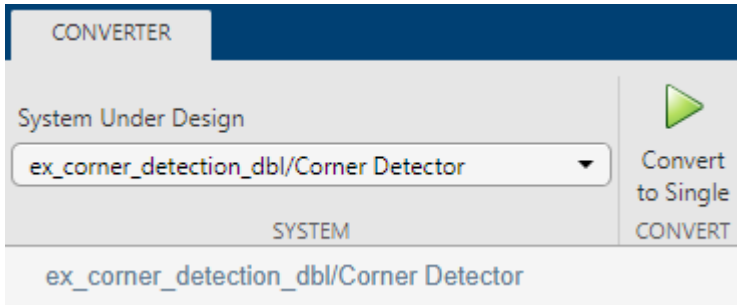 CONVERTER
System Under Design
ex_corner_detection_dbl/Corner Detector
Convert
to Single
SYSTEM
CONVERT
ex_corner_detection_dbl/Corner Detector